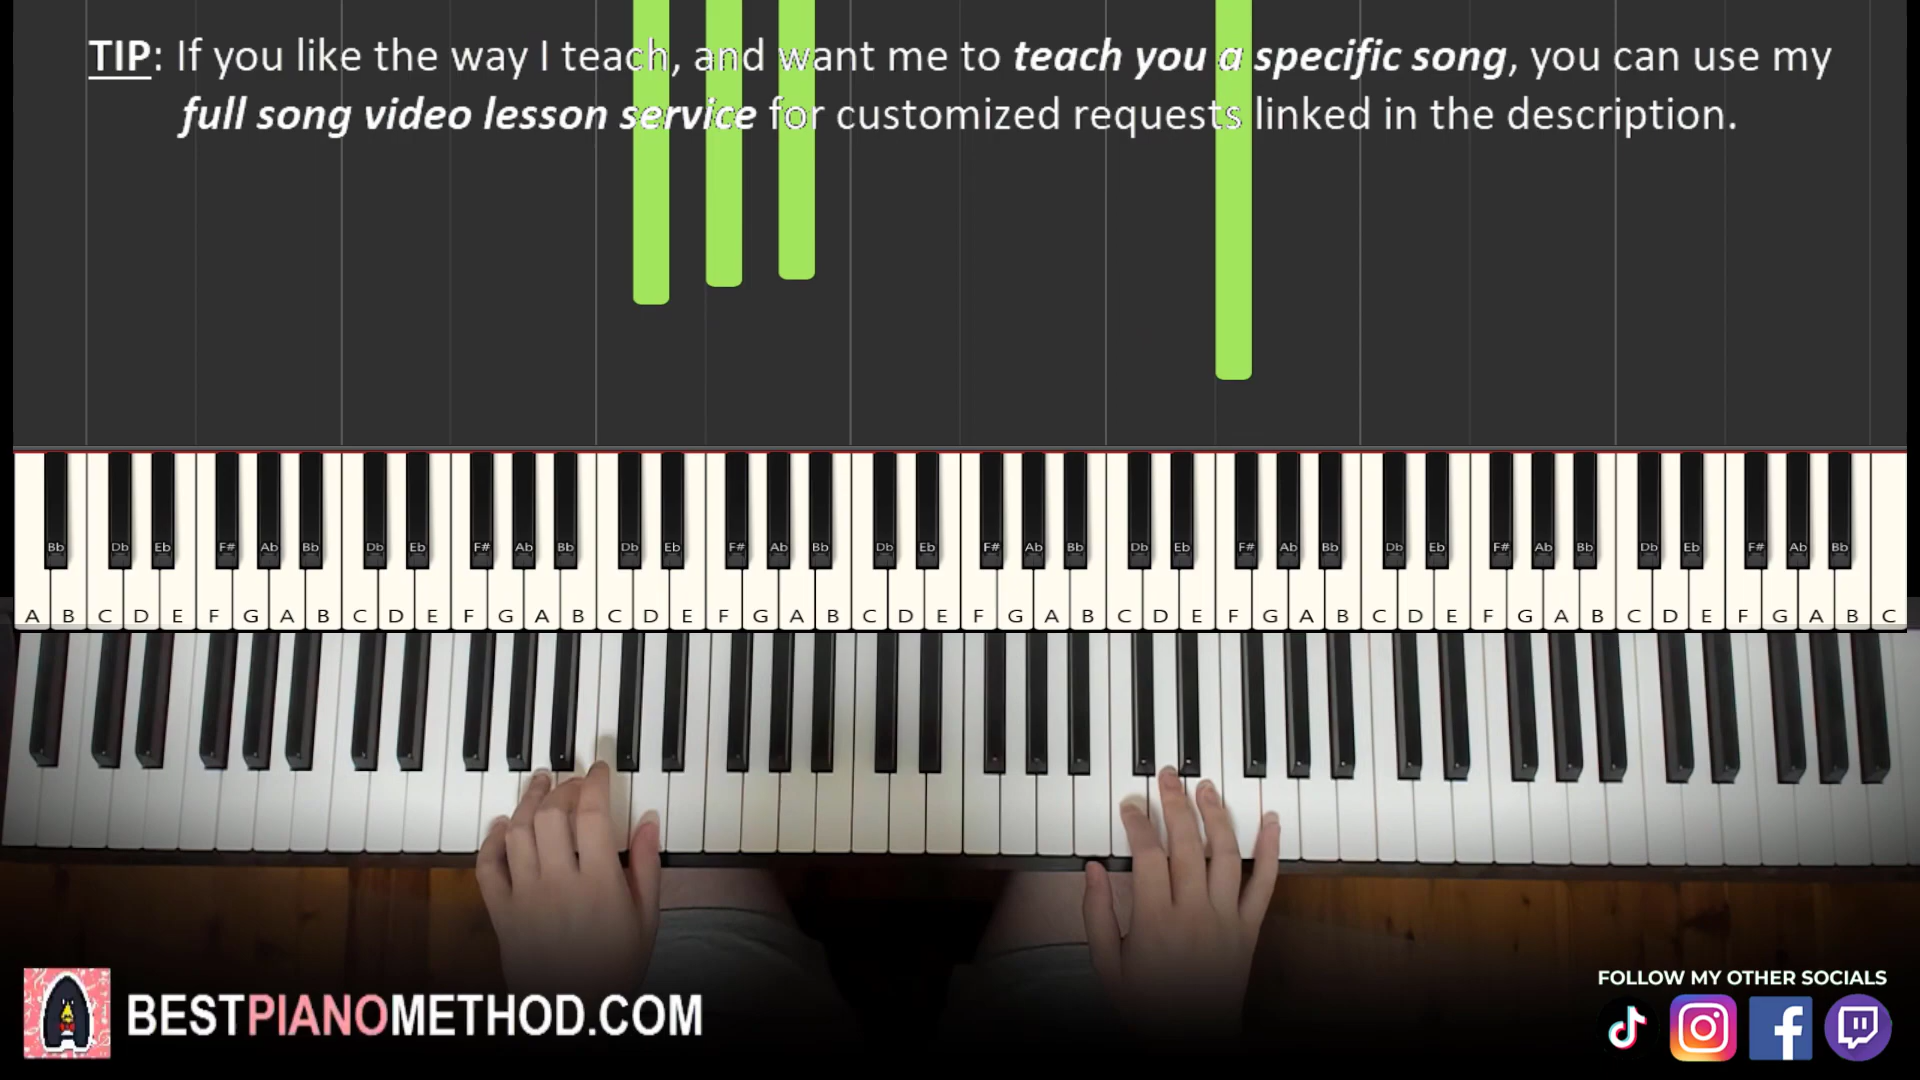 TIP: If you like the way I teach, and want me to teach you a specific song, you can use my
full song video lesson service for customized requests linked in the description.
Bb Db Eb F# Ab Bb Db Eb F# Ab Bb Db Eb F# Ab Bb Db Eb F# Ab Bb Db Eb F# Ab Bb Db Eb F# Ab Bb Db Eb F# Ab Bb
A B C D E F G A B C D E F G A B C D E F G A B C D E F G A B C D E F G A B C D E F G A B C D E F G A B C
FOLLOW MY OTHER SOCIALS
BESTPIANOMETHOD.COM